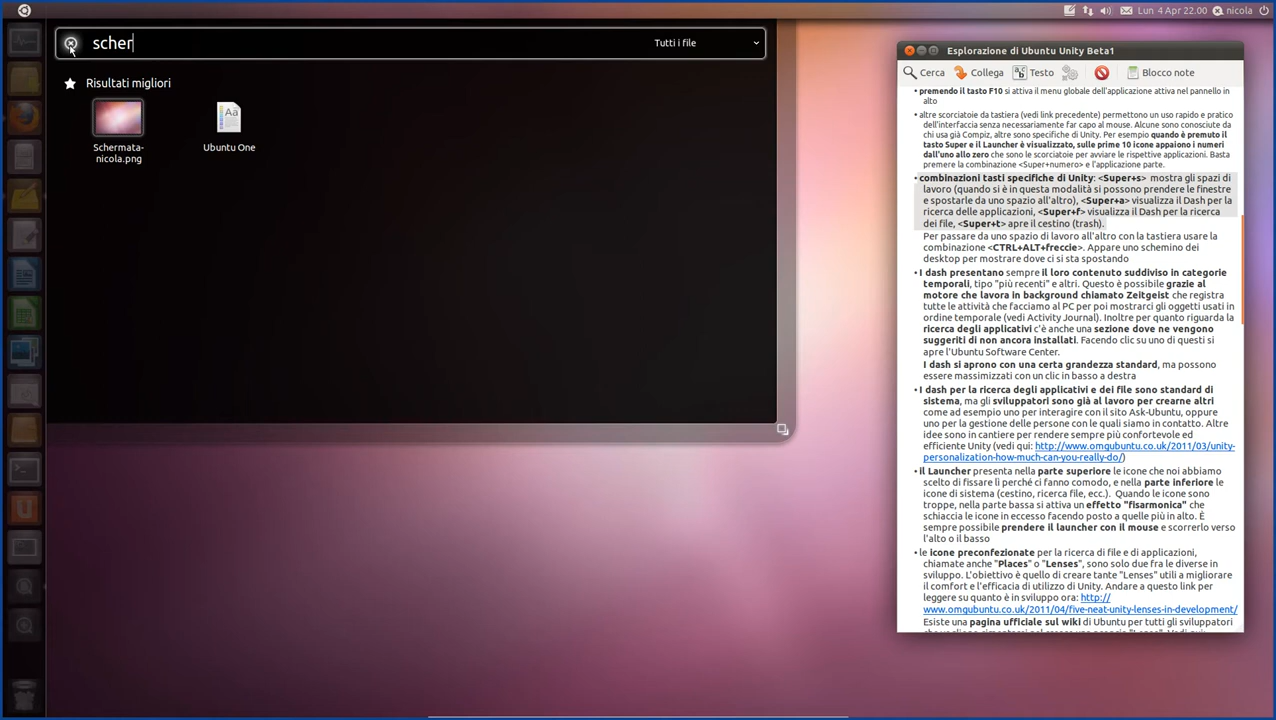 Lun 4 Apr 22.00 nicola
scher
Tutti i file
Risultati migliori
Schermata-
nicola.png
Ubuntu One
Esplorazione di Ubuntu Unity Beta1
Cerca Collega Testo Blocco note
premendo il tasto F10 si attiva il menu globale dell'applicazione attiva nel pannello in
alto
• altre scorciatoie da tastiera (vedi link precedente) permettono un uso rapido e pratico
dell'interfaccia senza necessariamente far capo al mouse. Alcune sono conosciute da
chi usa già Compiz, altre sono specifiche di Unity. Per esempio quando è premuto il
tasto Super e il Launcher è visualizzato, sulle prime 10 icone appaiono i numeri
dall'uno allo zero che sono le scorciatoie per avviare le rispettive applicazioni. Basta
premere la combinazione <Super+numero> e l'applicazione parte.
• combinazioni tasti specifiche di Unity: <Super+s> mostra gli spazi di
lavoro (quando si è in questa modalità si possono prendere le finestre
e spostarle da uno spazio all'altro), <Super+a> visualizza il Dash per la
ricerca delle applicazioni, <Super+f> visualizza il Dash per la ricerca
dei file, <Super+t> apre il cestino (trash).
Per passare da uno spazio di lavoro all'altro con la tastiera usare la
combinazione <CTRL+ALT+freccie>. Appare uno schemino dei
desktop per mostrare dove ci si sta spostando
• I dash presentano sempre il loro contenuto suddiviso in categorie
temporali, tipo "più recenti" e altri. Questo è possibile grazie al
motore che lavora in background chiamato Zeitgeist che registra
tutte le attività che facciamo al PC per poi mostrarci gli oggetti usati in
ordine temporale (vedi Activity Journal). Inoltre per quanto riguarda la
ricerca degli applicativi c'è anche una sezione dove ne vengono
suggeriti di non ancora installati. Facendo clic su uno di questi si
apre l'Ubuntu Software Center.
I dash si aprono con una certa grandezza standard, ma possono
essere massimizzati con un clic in basso a destra
• I dash per la ricerca degli applicativi e dei file sono standard di
sistema, ma gli sviluppatori sono già al lavoro per crearne altri
come ad esempio uno per interagire con il sito Ask-Ubuntu, oppure
uno per la gestione delle persone con le quali siamo in contatto. Altre
idee sono in cantiere per rendere sempre più confortevole ed
efficiente Unity (vedi qui: http://www.omgubuntu.co.uk/2011/03/unity-
personalization-how-much-can-you-really-do/)
• il Launcher presenta nella parte superiore le icone che noi abbiamo
scelto di fissare lì perché ci fanno comodo, e nella parte inferiore le
icone di sistema (cestino, ricerca file, ecc.). Quando le icone sono
troppe, nella parte bassa si attiva un effetto "fisarmonica" che
schiaccia le icone in eccesso facendo posto a quelle più in alto. È
sempre possibile prendere il launcher con il mouse e scorrerlo verso
l'alto o il basso
• le icone preconfezionate per la ricerca di file e di applicazioni,
chiamate anche "Places" o "Lenses", sono solo due fra le diverse in
sviluppo. L'obiettivo è quello di creare tante "Lenses" utili a migliorare
il comfort e l'efficacia di utilizzo di Unity. Andare a questo link per
leggere su quanto è in sviluppo ora: http://
www.omgubuntu.co.uk/2011/04/five-neat-unity-lenses-in-development/
Esiste una pagina ufficiale sul wiki di Ubuntu per tutti gli sviluppatori